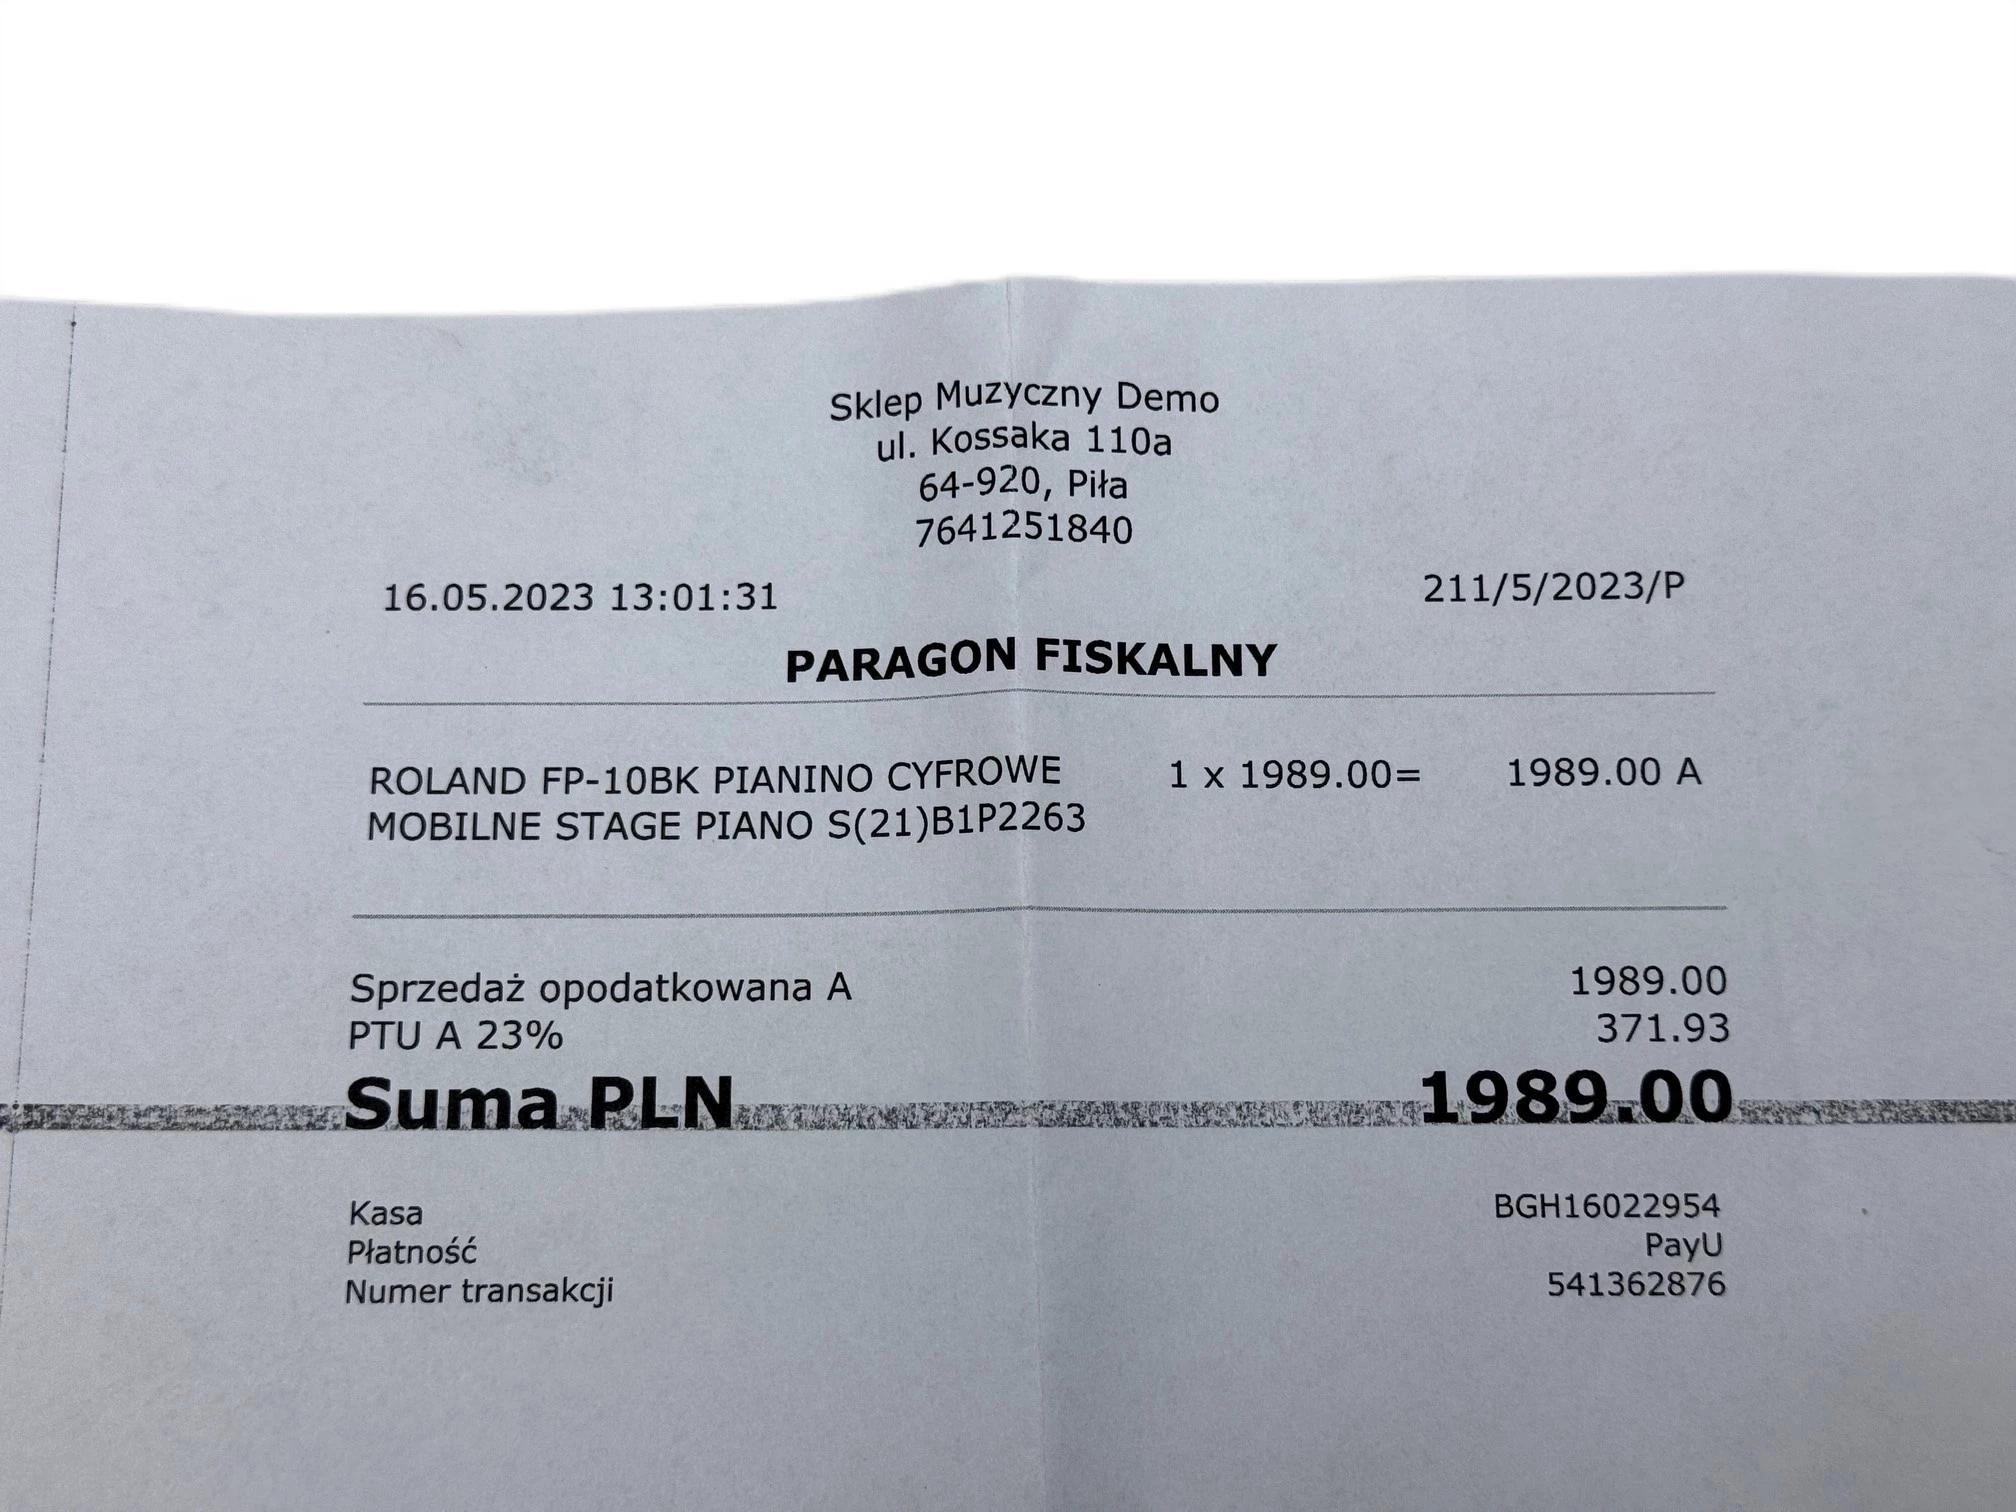 Sklep Muzyczny Demo
ul. Kossaka 110a
64-920, Piła
7641251840
16.05.2023 13:01:31 211/5/2023/P
PARAGON FISKALNY
ROLAND FP-10BK PIANINO CYFROWE 1 x 1989.00= 1989.00 A
MOBILNE STAGE PIANO S(21)B1P2263
Sprzedaż opodatkowana A 1989.00
PTU A 23% 371.93
Suma PLN 1989.00
Kasa BGH16022954
Płatność PayU
Numer transakcji 541362876